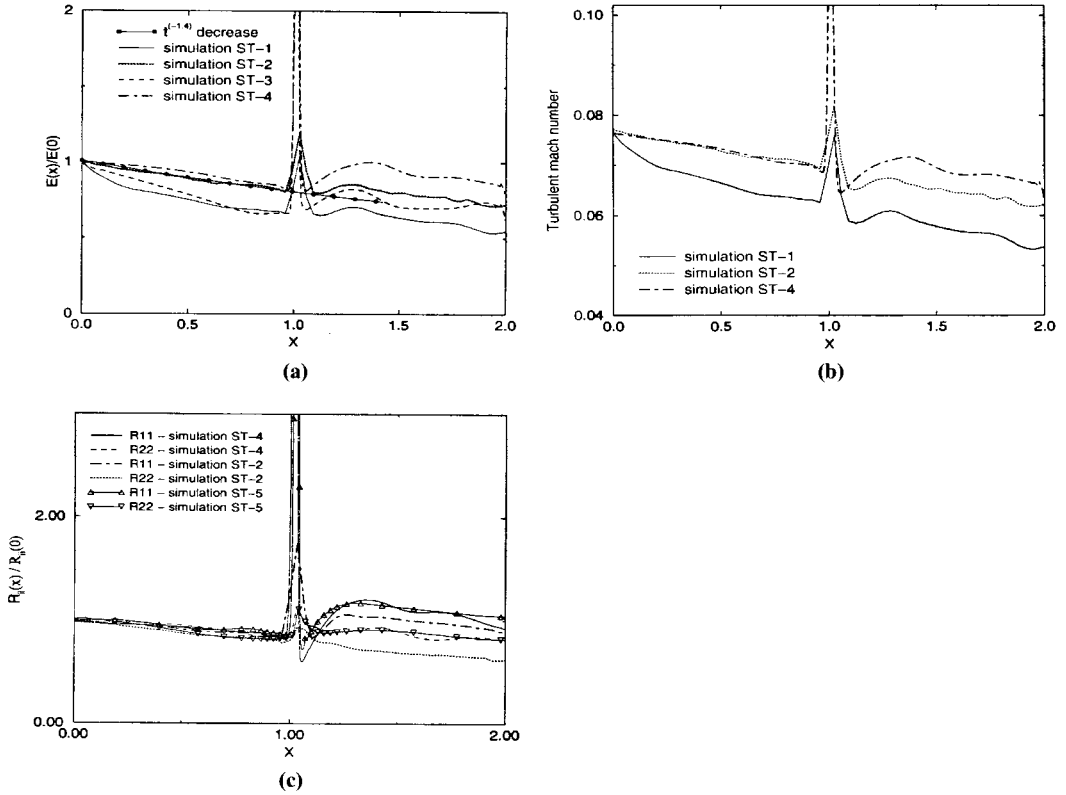 2
t(−1.4) decrease
simulation ST−1
simulation ST−2
simulation ST−3
simulation ST−4
E(x)/E(0)
1
0
0.0 0.5 1.0 1.5 2.0
x
(a)
0.10
0.08
Turbulent mach number
0.06
simulation ST−1
simulation ST−2
simulation ST−4
0.04
0.0 0.5 1.0 1.5 2.0
x
(b)
R11 − simulation ST−4
R22 − simulation ST−4
R11 − simulation ST−2
R22 − simulation ST−2
R11 − simulation ST−5
R22 − simulation ST−5
2.00
Rii(x) / Rii(0)
0.00
0.00 1.00 2.00
x
(c)